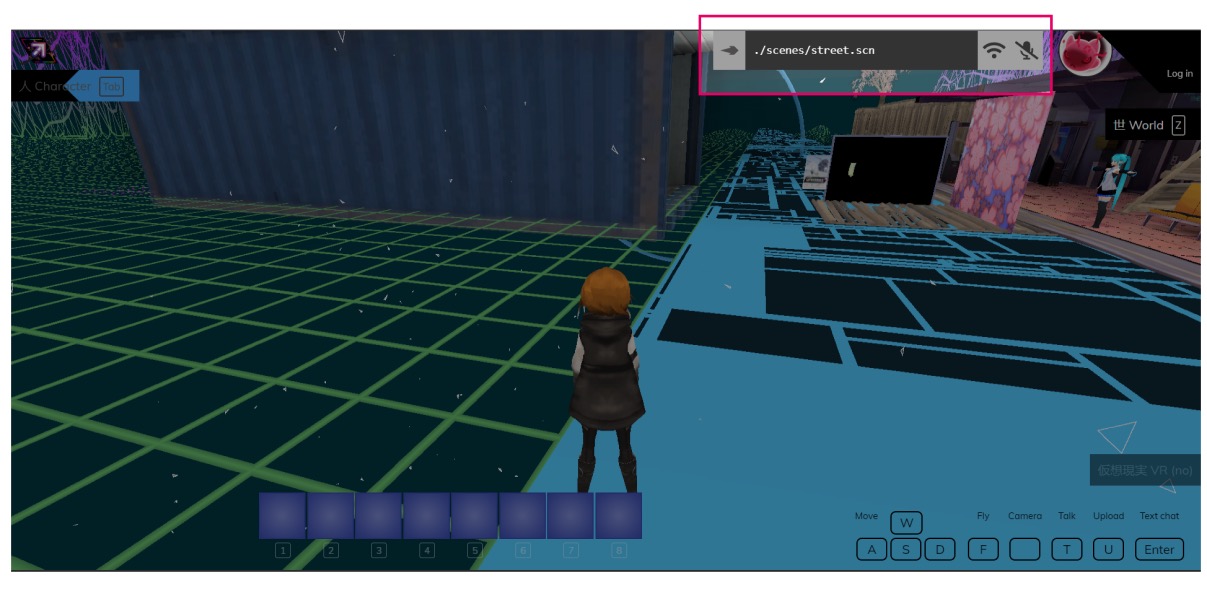 ./scenes/street.scn
Log in
人 Character Tab
世 World Z
仮想現実 VR (no)
Move Fly Camera Talk Upload Text chat
W
A S D F T U Enter
1 2 3 4 5 6 7 8